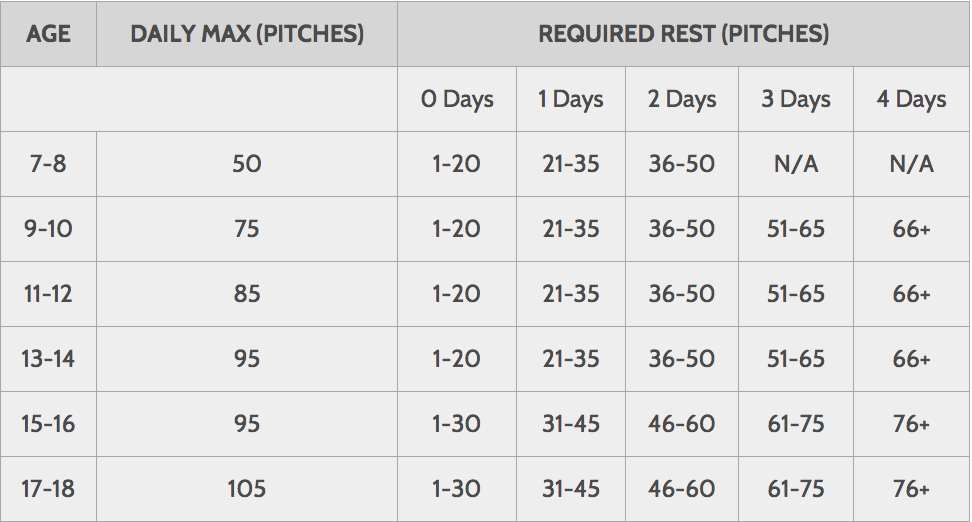 AGE DAILY MAX (PITCHES) REQUIRED REST (PITCHES)
0 Days 1 Days 2 Days 3 Days 4 Days
7-8 50 1-20 21-35 36-50 N/A N/A
9-10 75 1-20 21-35 36-50 51-65 66+
11-12 85 1-20 21-35 36-50 51-65 66+
13-14 95 1-20 21-35 36-50 51-65 66+
15-16 95 1-30 31-45 46-60 61-75 76+
17-18 105 1-30 31-45 46-60 61-75 76+